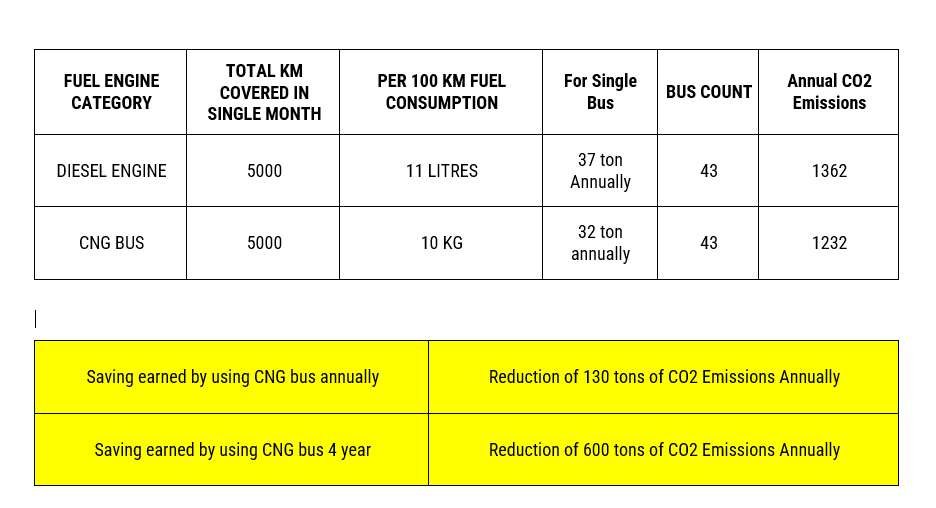 FUEL ENGINE
CATEGORY
TOTAL KM
COVERED IN
SINGLE MONTH
PER 100 KM FUEL
CONSUMPTION
For Single
Bus
BUS COUNT
Annual CO2
Emissions
DIESEL ENGINE
5000
11 LITRES
37 ton
Annually
43
1362
CNG BUS
5000
10 KG
32 ton
annually
43
1232
Saving earned by using CNG bus annually
Reduction of 130 tons of CO2 Emissions Annually
Saving earned by using CNG bus 4 year
Reduction of 600 tons of CO2 Emissions Annually